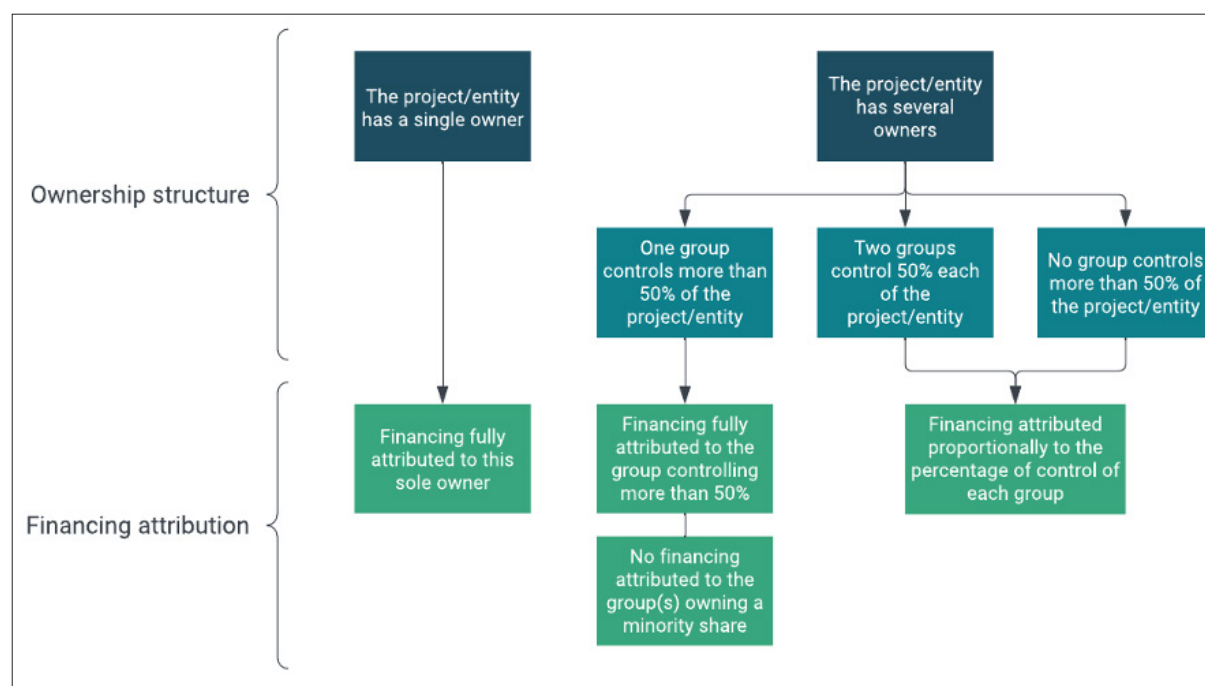 The project/entity
has a single owner
The project/entity
has several
owners
Ownership structure
One group
controls more than
50% of the
project/entity
Two groups
control 50% each
of the
project/entity
No group controls
more than 50% of
the project/entity
Financing attribution
Financing fully
attributed to this
sole owner
Financing fully
attributed to the
group controlling
more than 50%
Financing attributed
proportionally to the
percentage of control of
each group
No financing
attributed to the
group(s) owning a
minority share